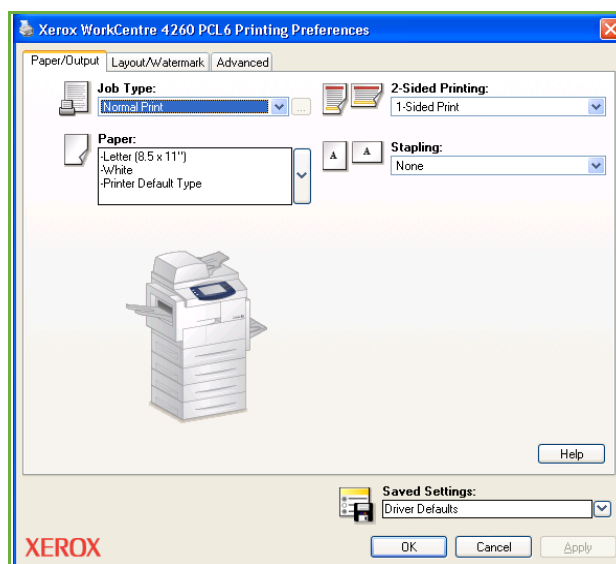 Xerox WorkCentre 4260 PCL6 Printing Preferences
Paper/Output Layout/Watermark Advanced
Job Type:
Normal Print
...
2-Sided Printing:
1-Sided Print
Paper:
-Letter (8.5 x 11")
-White
-Printer Default Type
A A
Stapling:
None
Help
Saved Settings:
Driver Defaults
XEROX
OK Cancel Apply